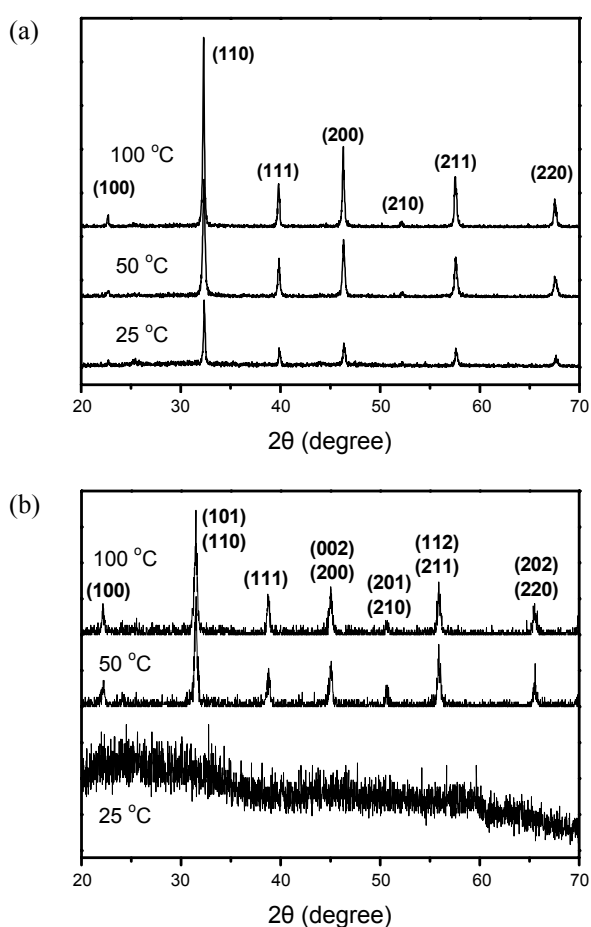 (a)
(110)
100 °C
(200)
(100)
(111)
(211)
(210)
(220)
50 °C
25 °C
20 30 40 50 60 70
2θ (degree)
(b)
(101)
(110)
100 °C
(002)
(200)
(112)
(211)
(100)
(111)
(201)
(210)
(202)
(220)
50 °C
25 °C
20 30 40 50 60 70
2θ (degree)